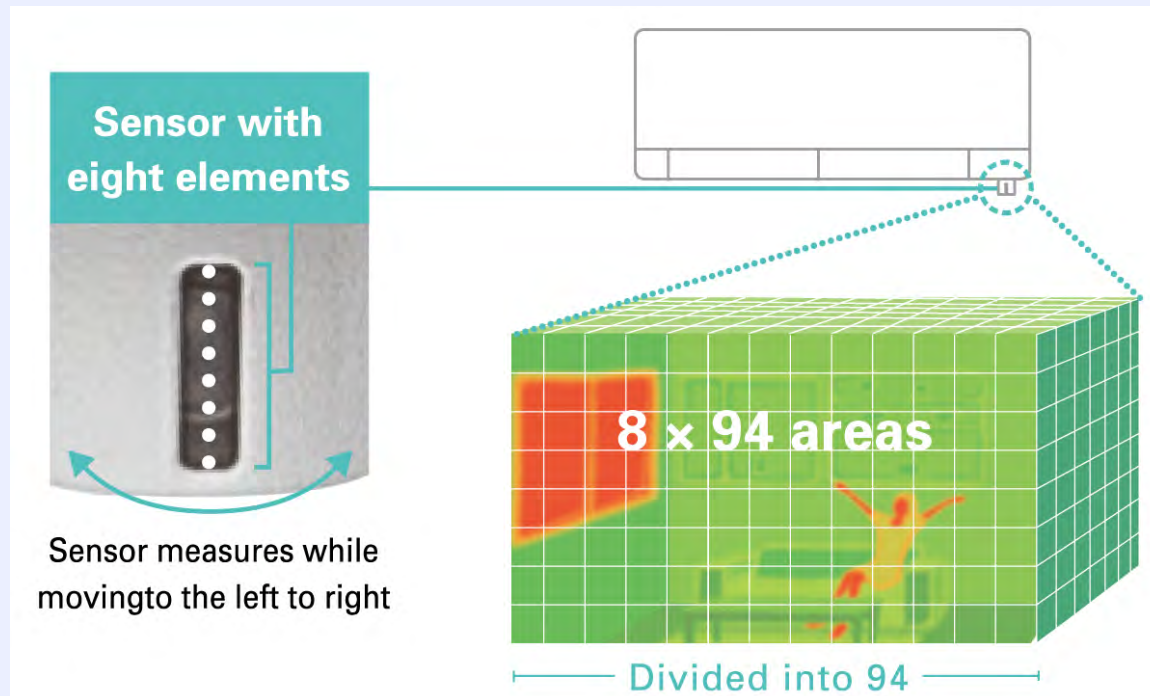 Sensor with
eight elements
8 × 94 areas
Sensor measures while
movingto the left to right
Divided into 94